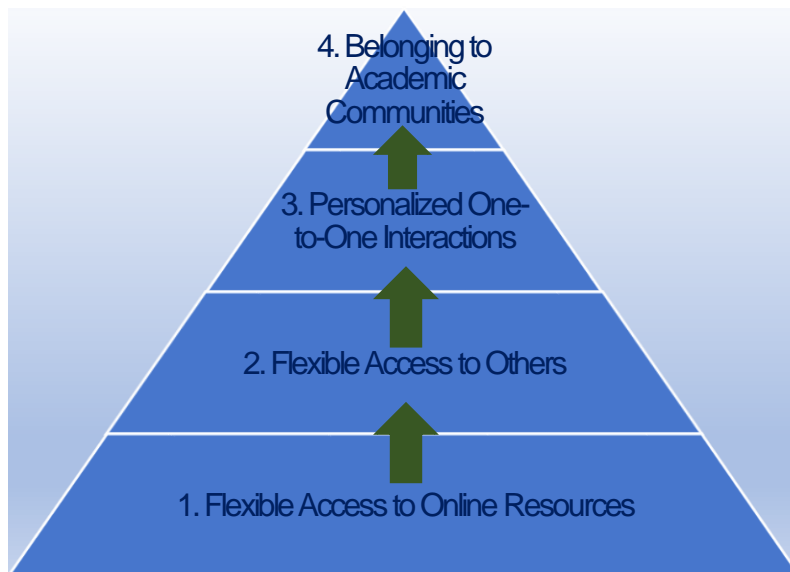 4. Belonging to
Academic
Communities
3. Personalized One-
to-One Interactions
2. Flexible Access to Others
1. Flexible Access to Online Resources